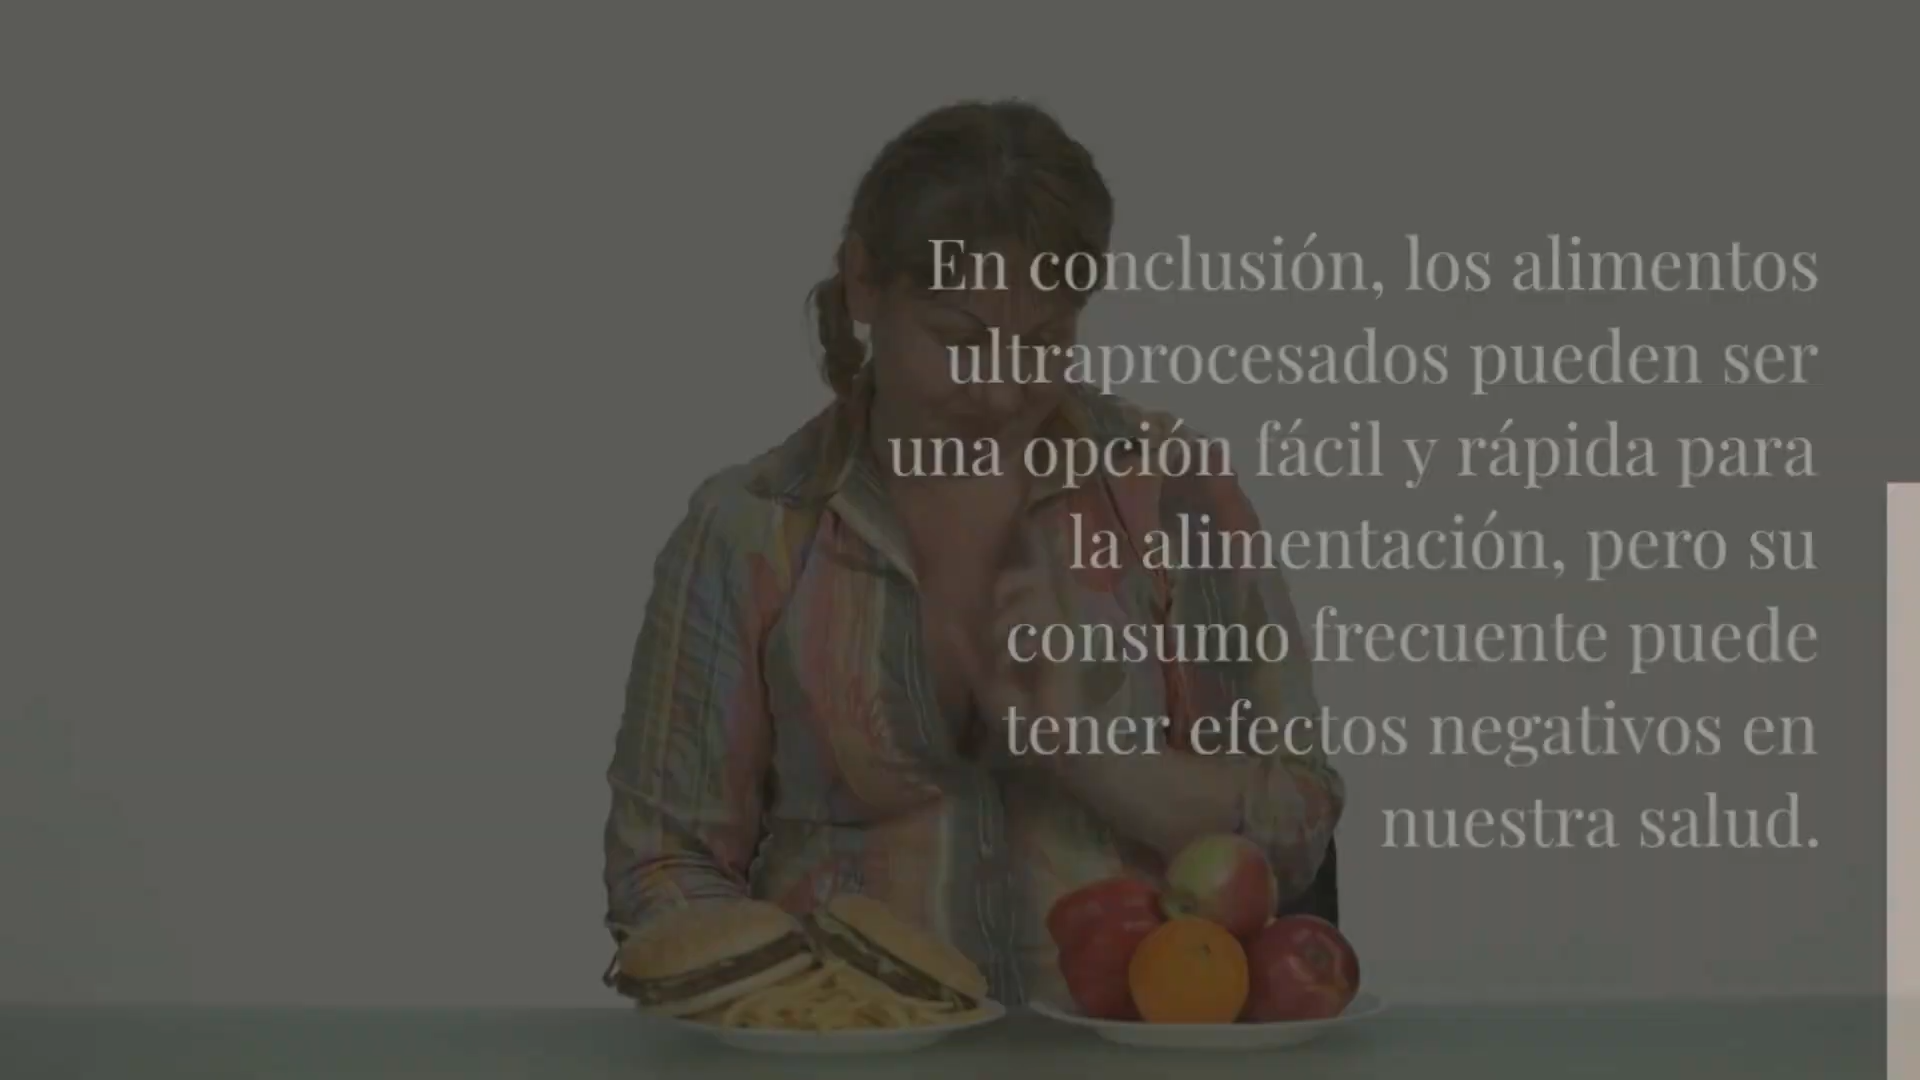 En conclusión, los alimentos
ultraprocesados pueden ser
una opción fácil y rápida para
la alimentación, pero su
consumo frecuente puede
tener efectos negativos en
nuestra salud.